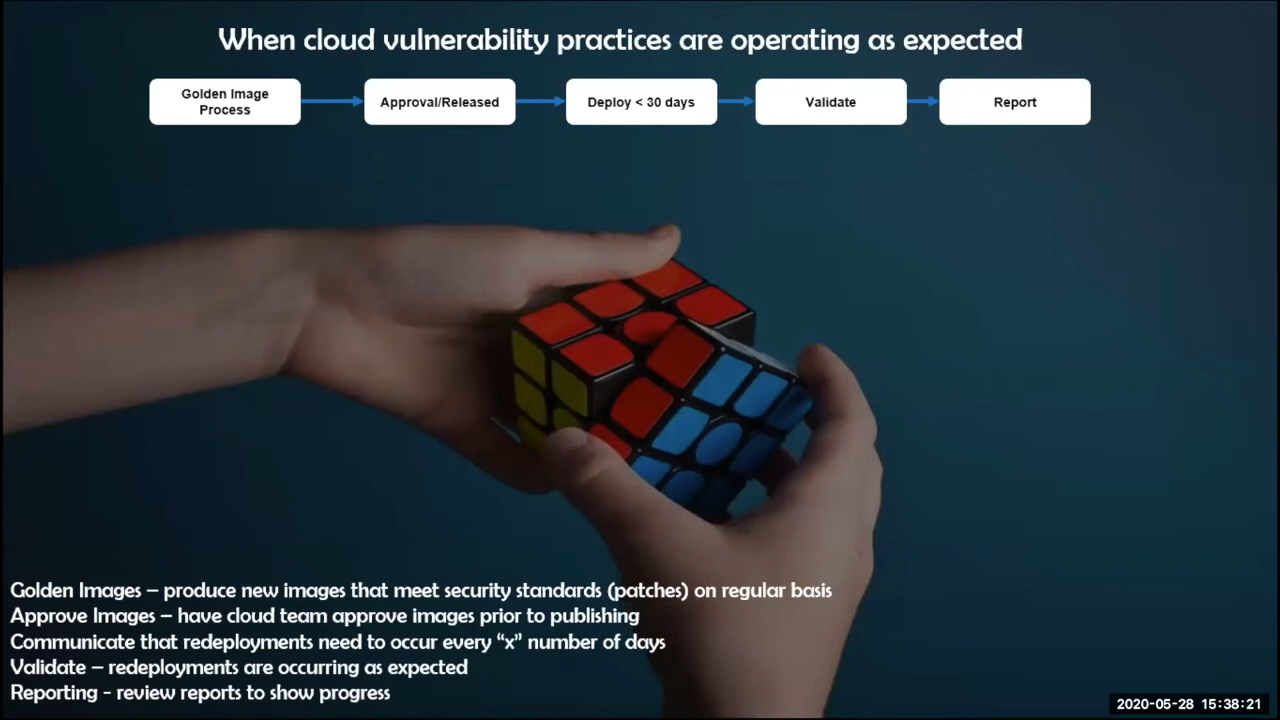 When cloud vulnerability practices are operating as expected
Golden Image
Process
Approval/Released
Deploy < 30 days
Validate
Report
Golden Images – produce new images that meet security standards (patches) on regular basis
Approve Images – have cloud team approve images prior to publishing
Communicate that redeployments need to occur every “x” number of days
Validate – redeployments are occurring as expected
Reporting - review reports to show progress
2020-05-28 15:38:21